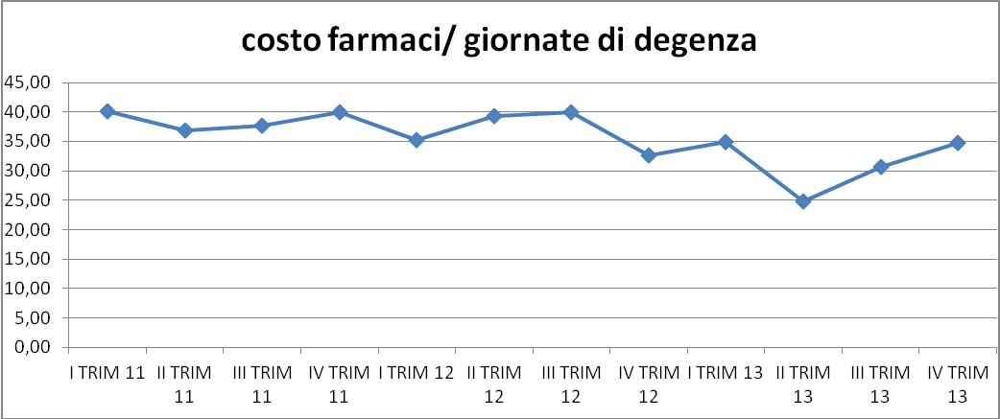 costo farmaci/ giornate di degenza
45,00
40,00
35,00
30,00
25,00
20,00
15,00
10,00
5,00
0,00
I TRIM 11
II TRIM
11
III TRIM
11
IV TRIM
11
I TRIM 12
II TRIM
12
III TRIM
12
IV TRIM
12
I TRIM 13
II TRIM
13
III TRIM
13
IV TRIM
13